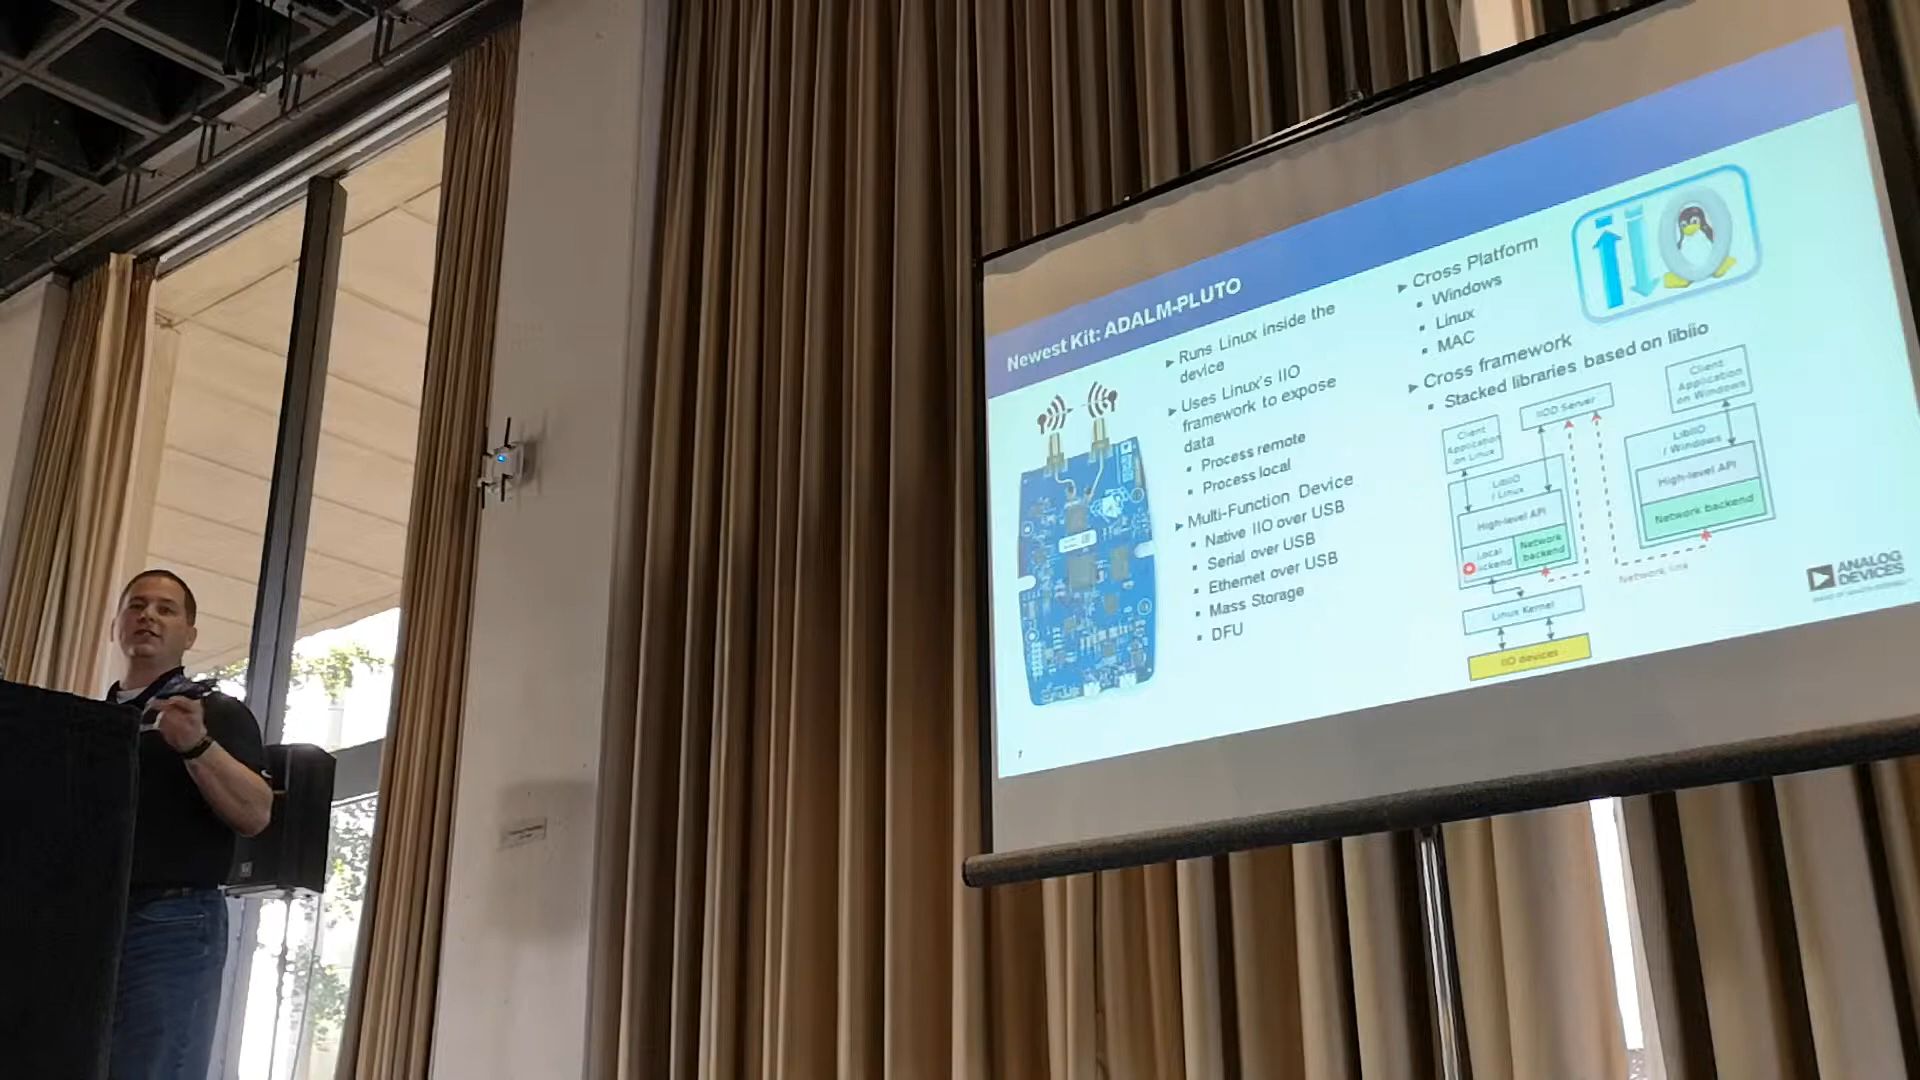 Newest Kit: ADALM-PLUTO
▸ Runs Linux inside the
device
▸ Uses Linux's IIO
framework to expose
data
▪ Process remote
▪ Process local
▸ Multi-Function Device
▪ Native IIO over USB
▪ Serial over USB
▪ Ethernet over USB
▪ Mass Storage
▪ DFU
▸ Cross Platform
▪ Windows
▪ Linux
▪ MAC
▸ Cross framework
▪ Stacked libraries based on libiio
iio
Client
Application
on Linux
IIOD Server
LibIIO
/ Linux
High-level API
Local
Network
backend
Linux Kernel
IIO devices
Client
Application
on Windows
LibIIO
/ Windows
High-level API
Network backend
Network link
ANALOG
DEVICES
7